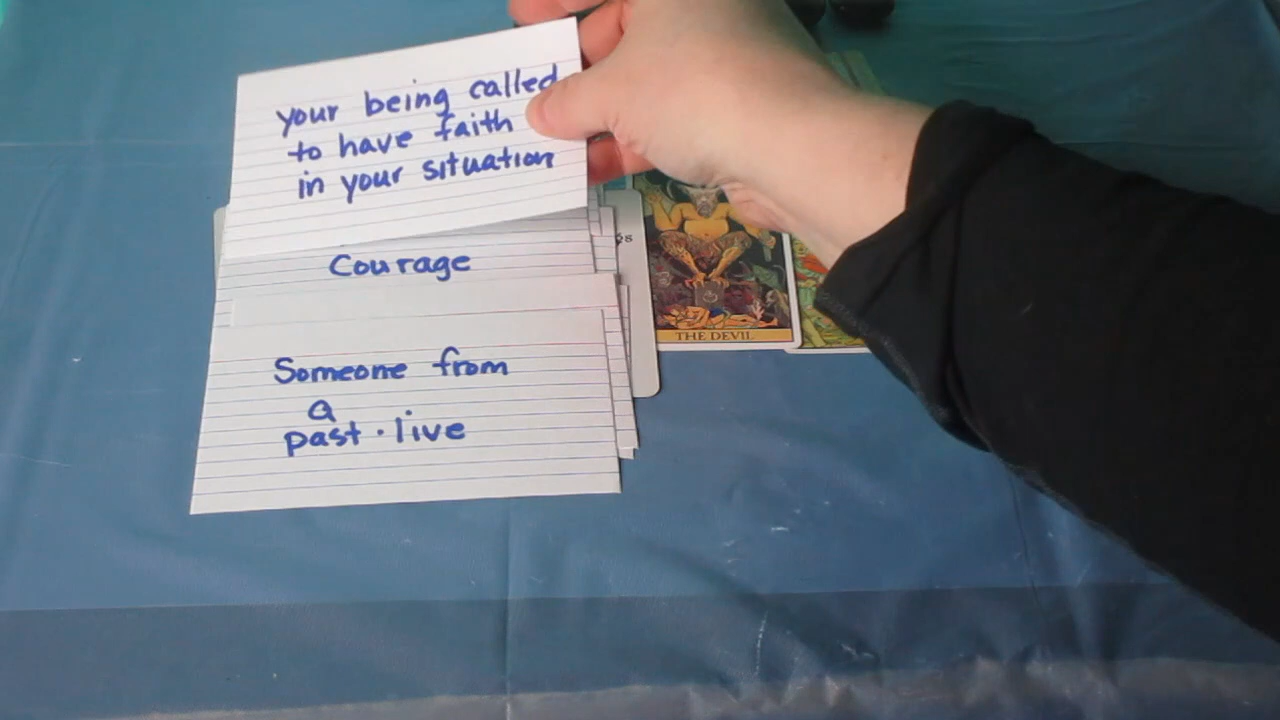 your being called
to have faith
in your situation
Courage
Someone from
a
past · live
THE DEVIL